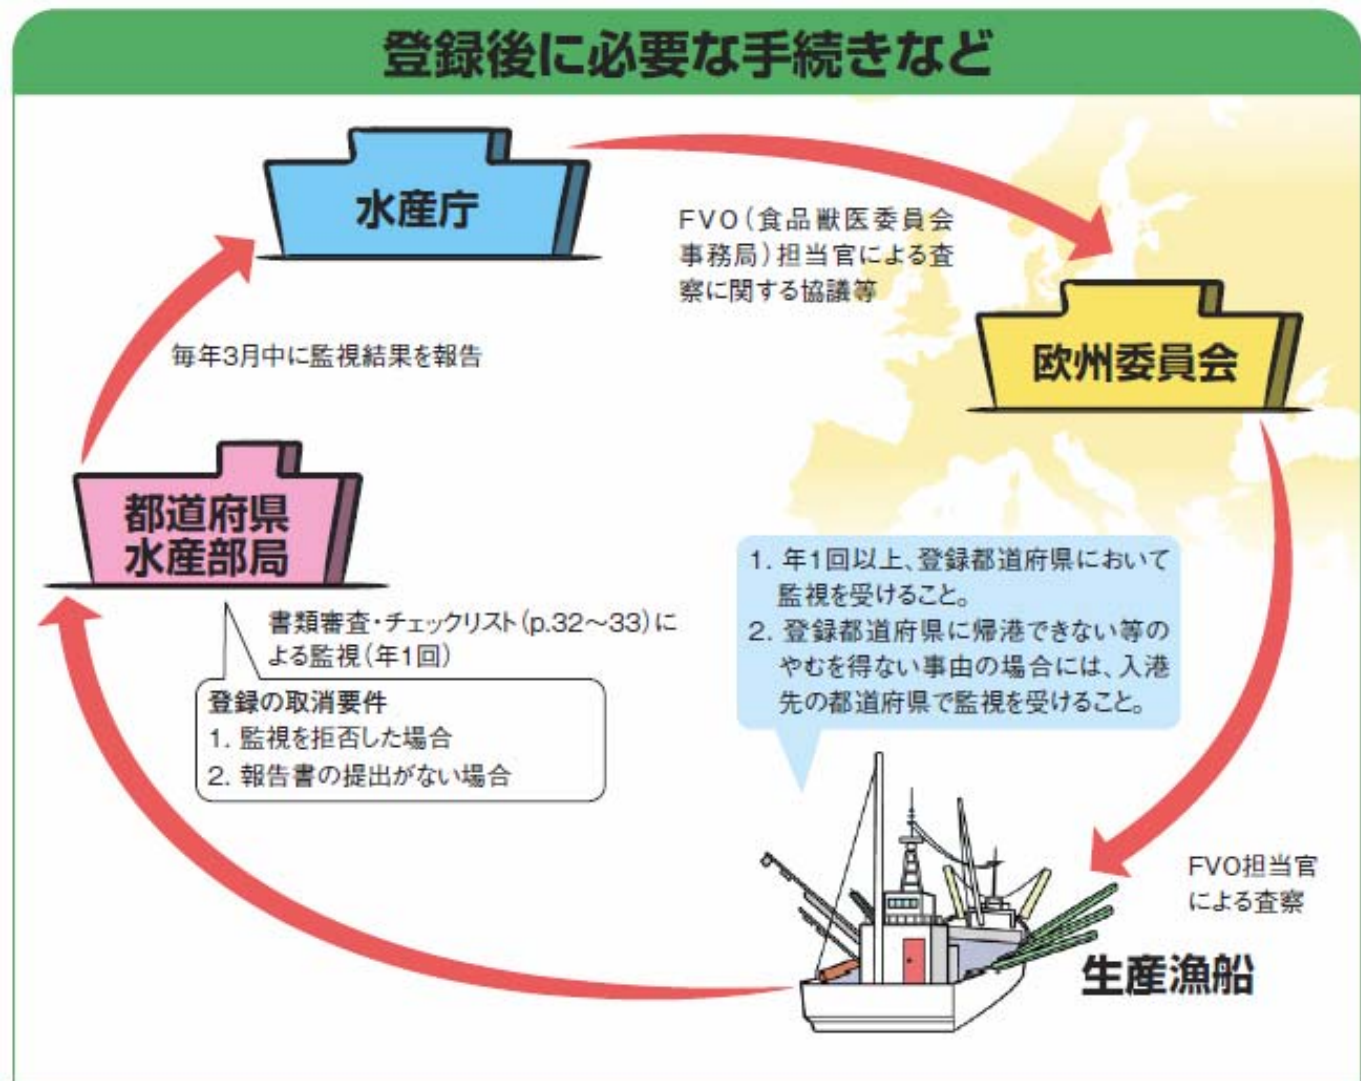 登録後に必要な手続きなど
水産庁
FVO(食品獣医委員会
事務局)担当官による査
察に関する協議等
欧州委員会
毎年3月中に監視結果を報告
都道府県
水産部局
書類審査・チェックリスト(p.32～33)に
よる監視(年1回)
登録の取消要件
1. 監視を拒否した場合
2. 報告書の提出がない場合
1. 年1回以上、登録都道府県において
監視を受けること。
2. 登録都道府県に帰港できない等の
やむを得ない事由の場合には、入港
先の都道府県で監視を受けること。
FVO担当官
による査察
生産漁船